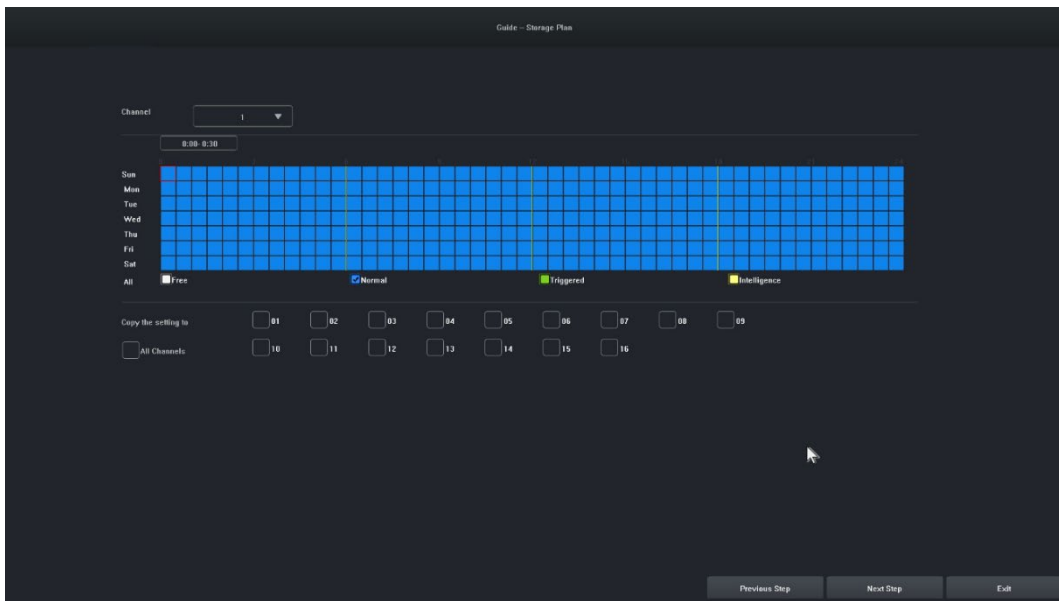 Guide – Storage Plan
Channel 1
0:00- 0:30
Sun
Mon
Tue
Wed
Thu
Fri
Sat
All Free Normal Triggered Intelligence
Copy the setting to 01 02 03 04 05 06 07 08 09
All Channels 10 11 12 13 14 15 16
Previous Step Next Step Exit